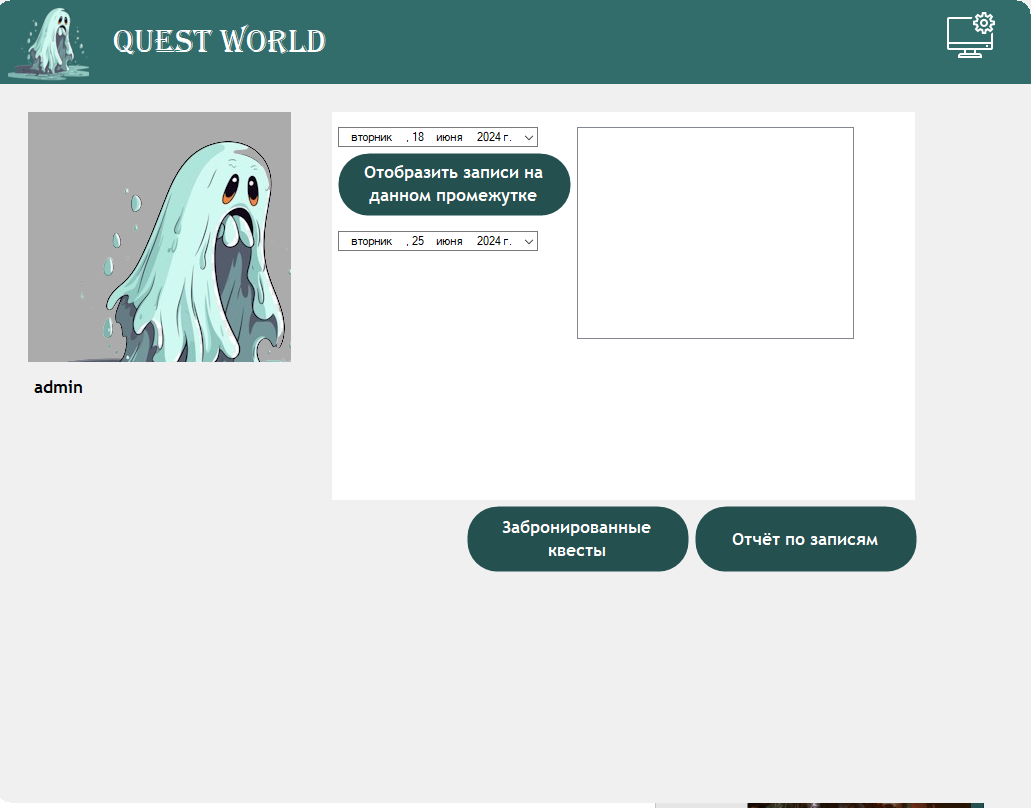 QUEST WORLD
вторник , 18 июня 2024 г.
Отобразить записи на
данном промежутке
вторник , 25 июня 2024 г.
admin
Забронированные
квесты
Отчёт по записям